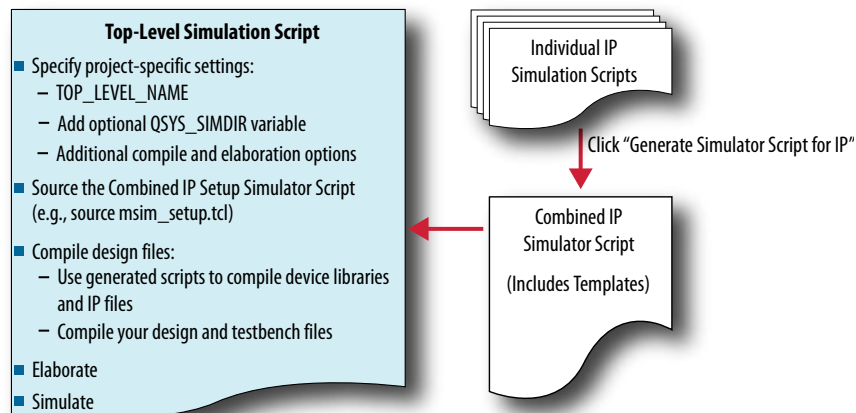 Top-Level Simulation Script
■ Specify project-specific settings:
– TOP_LEVEL_NAME
– Add optional QSYS_SIMDIR variable
– Additional compile and elaboration options
■ Source the Combined IP Setup Simulator Script
(e.g., source msim_setup.tcl)
■ Compile design files:
– Use generated scripts to compile device libraries
and IP files
– Compile your design and testbench files
■ Elaborate
■ Simulate
Individual IP
Simulation Scripts
Click “Generate Simulator Script for IP”
Combined IP
Simulator Script
(Includes Templates)